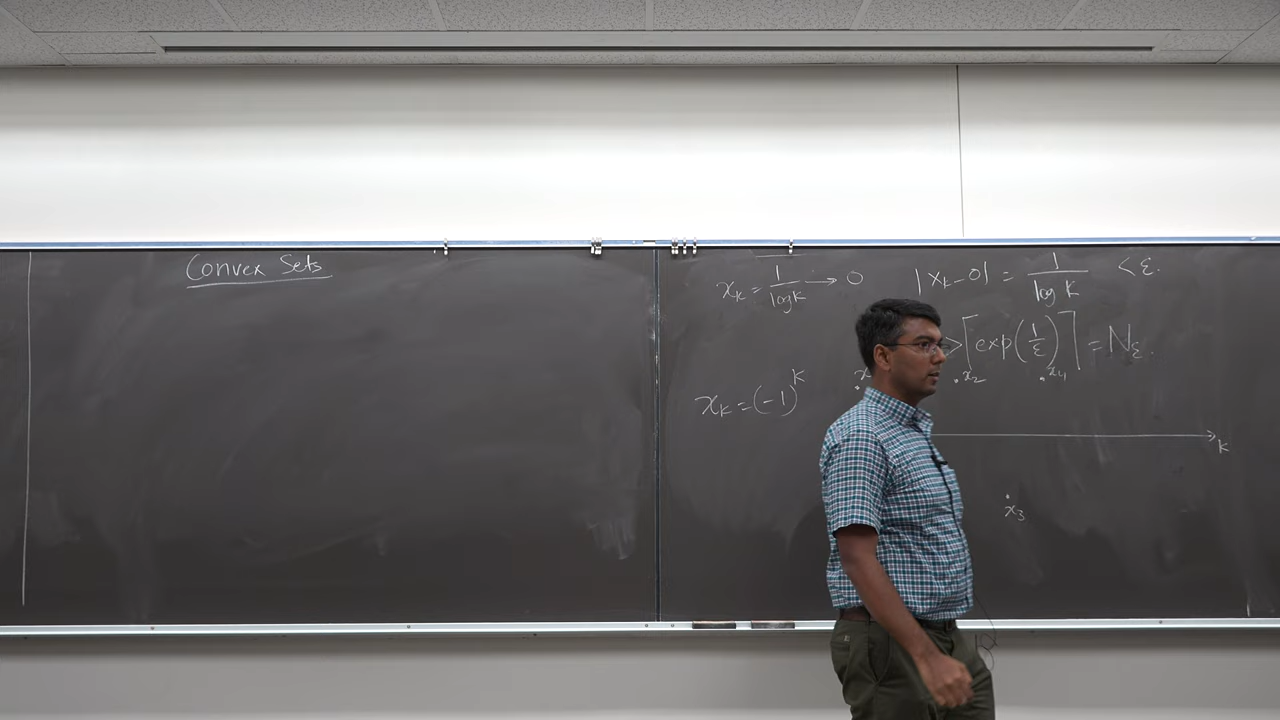 Convex Sets
x_k = 1/log k → 0 |x_k - 0| = 1/log k < ε.
> ⌈exp(1/ε)⌉ = N_ε.
x_2 x_4
x_k = (-1)^k
k
x_3